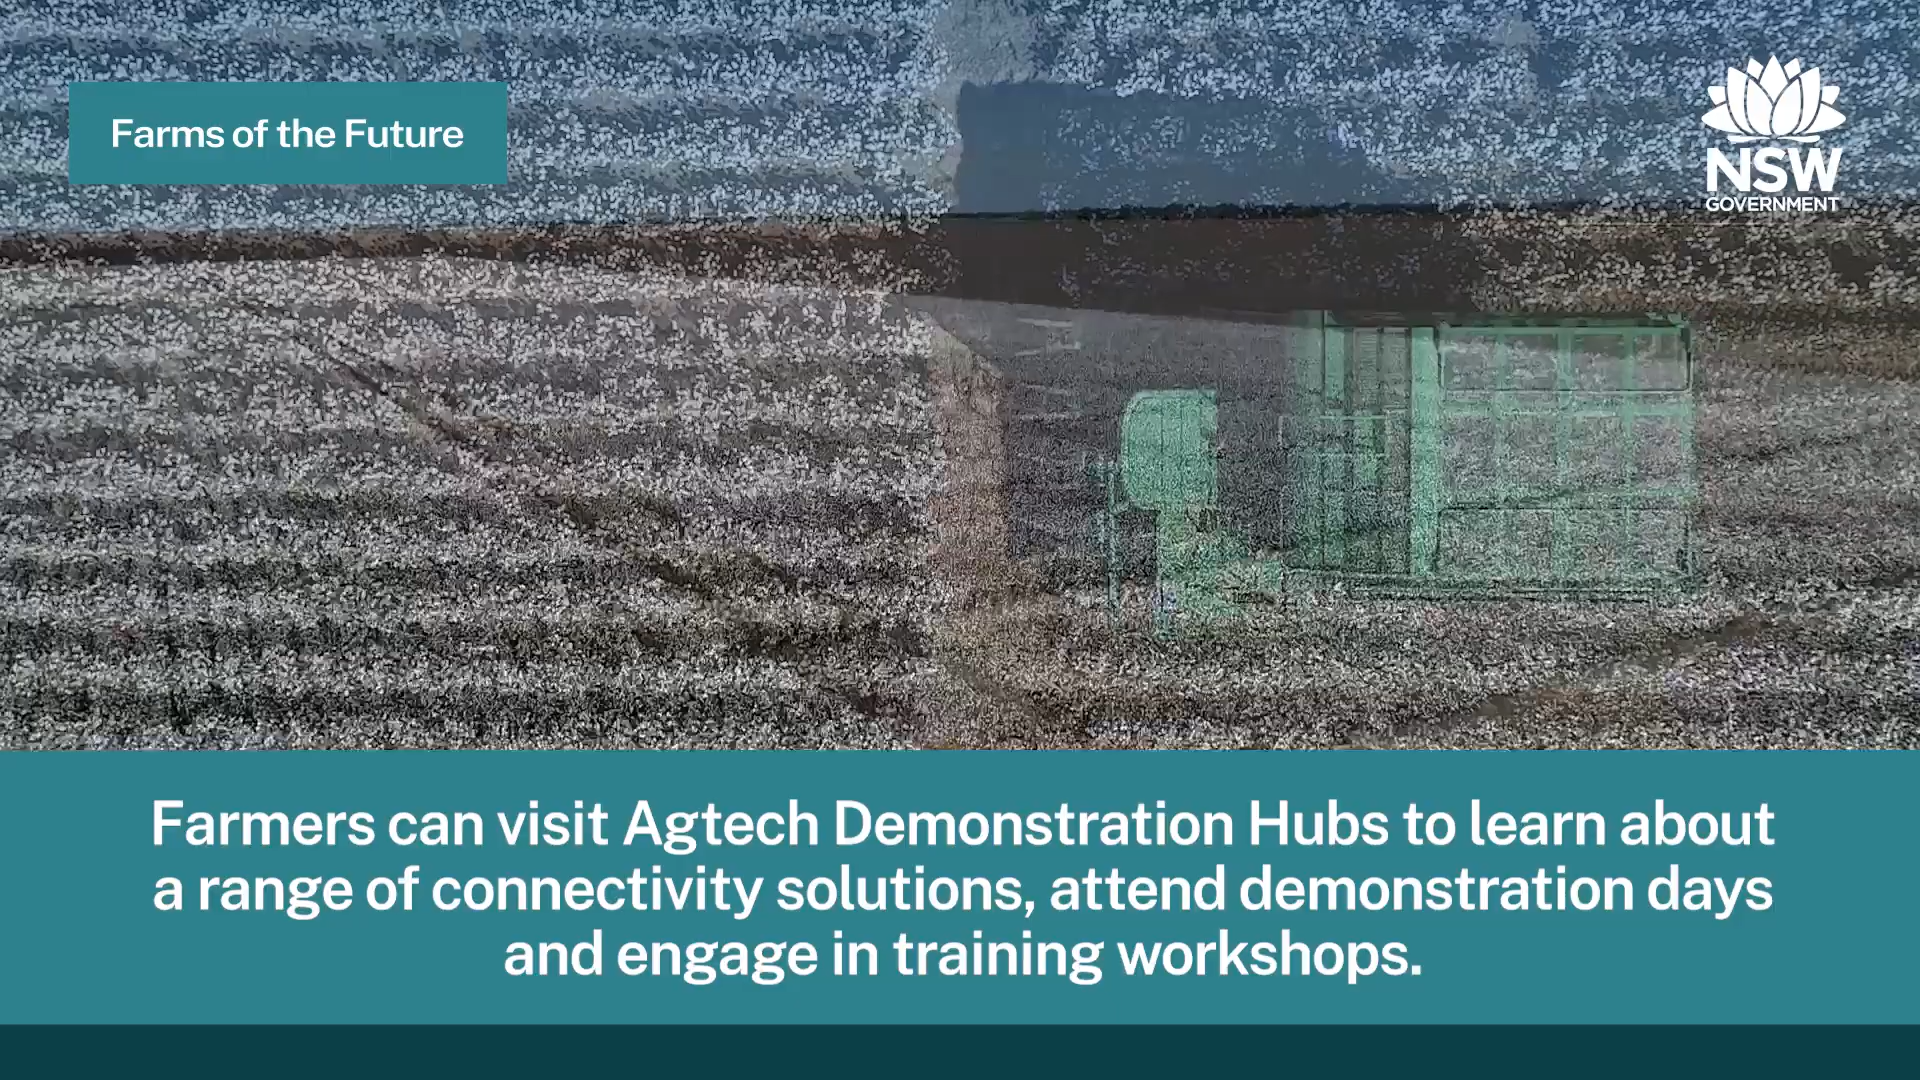 Farms of the Future
NSW
GOVERNMENT
Farmers can visit Agtech Demonstration Hubs to learn about
a range of connectivity solutions, attend demonstration days
and engage in training workshops.